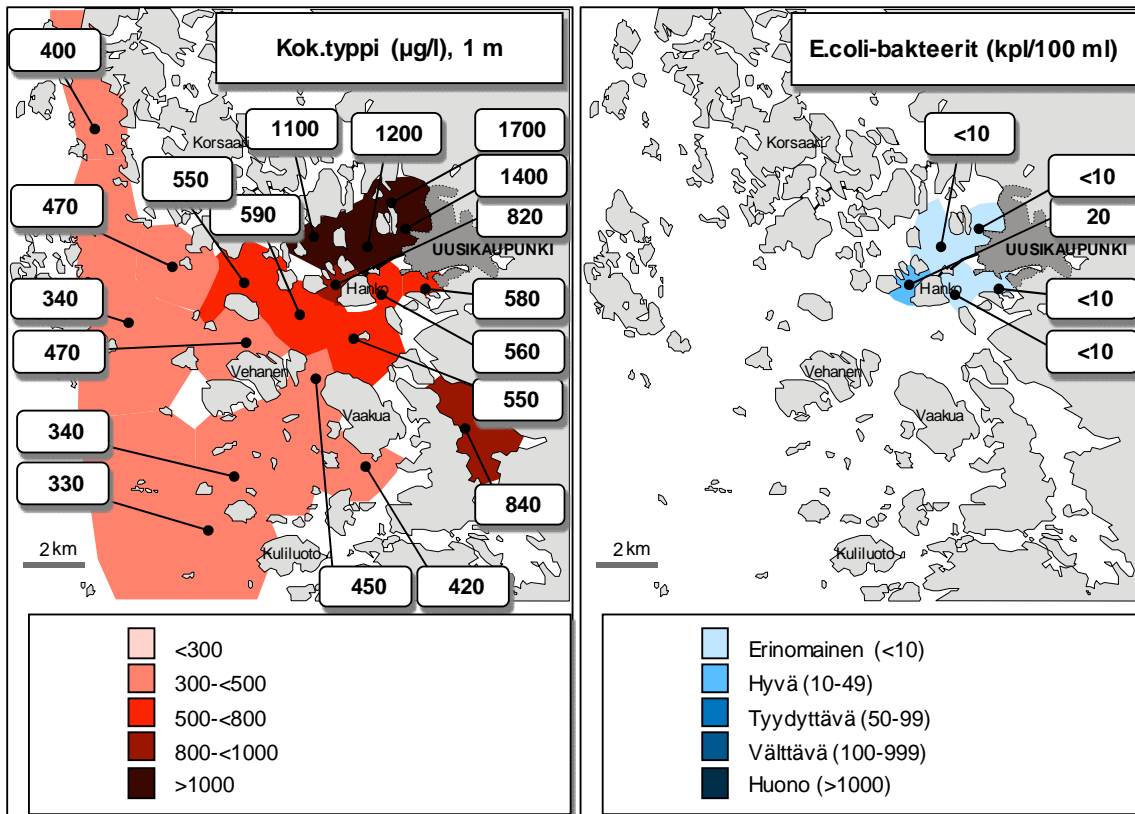 Kok.typpi (µg/l), 1 m
400
Korsaari
1100
1200
1700
550
1400
470
590
820
UUSIKAUPUNKI
Hanko
340
580
470
560
Vehanen
550
Vaakua
340
330
840
2 km
Kuliluoto
450
420
<300
300-<500
500-<800
800-<1000
>1000
E.coli-bakteerit (kpl/100 ml)
<10
Korsaari
<10
20
UUSIKAUPUNKI
Hanko
<10
<10
Vehanen
Vaakua
2 km
Kuliluoto
Erinomainen (<10)
Hyvä (10-49)
Tyydyttävä (50-99)
Välttävä (100-999)
Huono (>1000)